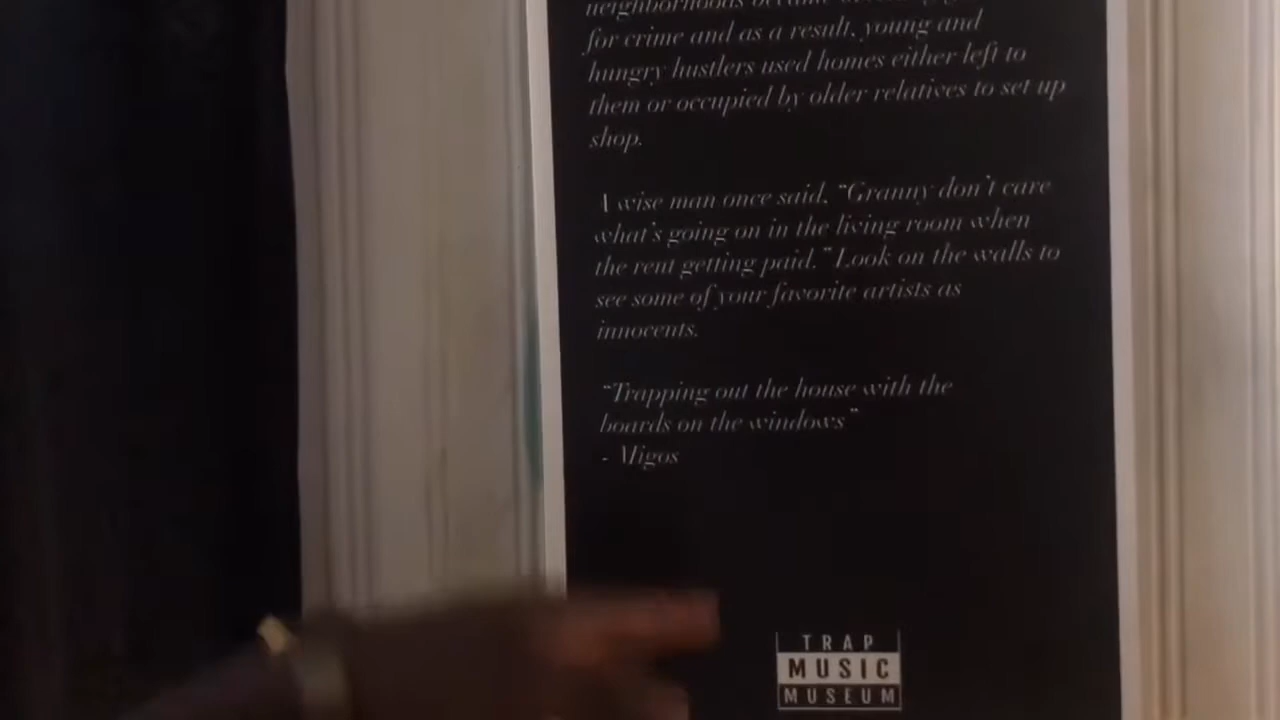 neighborhoods became
for crime and as a result, young and
hungry hustlers used homes either left to
them or occupied by older relatives to set up
shop.
A wise man once said, "Granny don't care
what's going on in the living room when
the rent getting paid." Look on the walls to
see some of your favorite artists as
innocents.
"Trapping out the house with the
boards on the windows"
- Migos
TRAP
MUSIC
MUSEUM